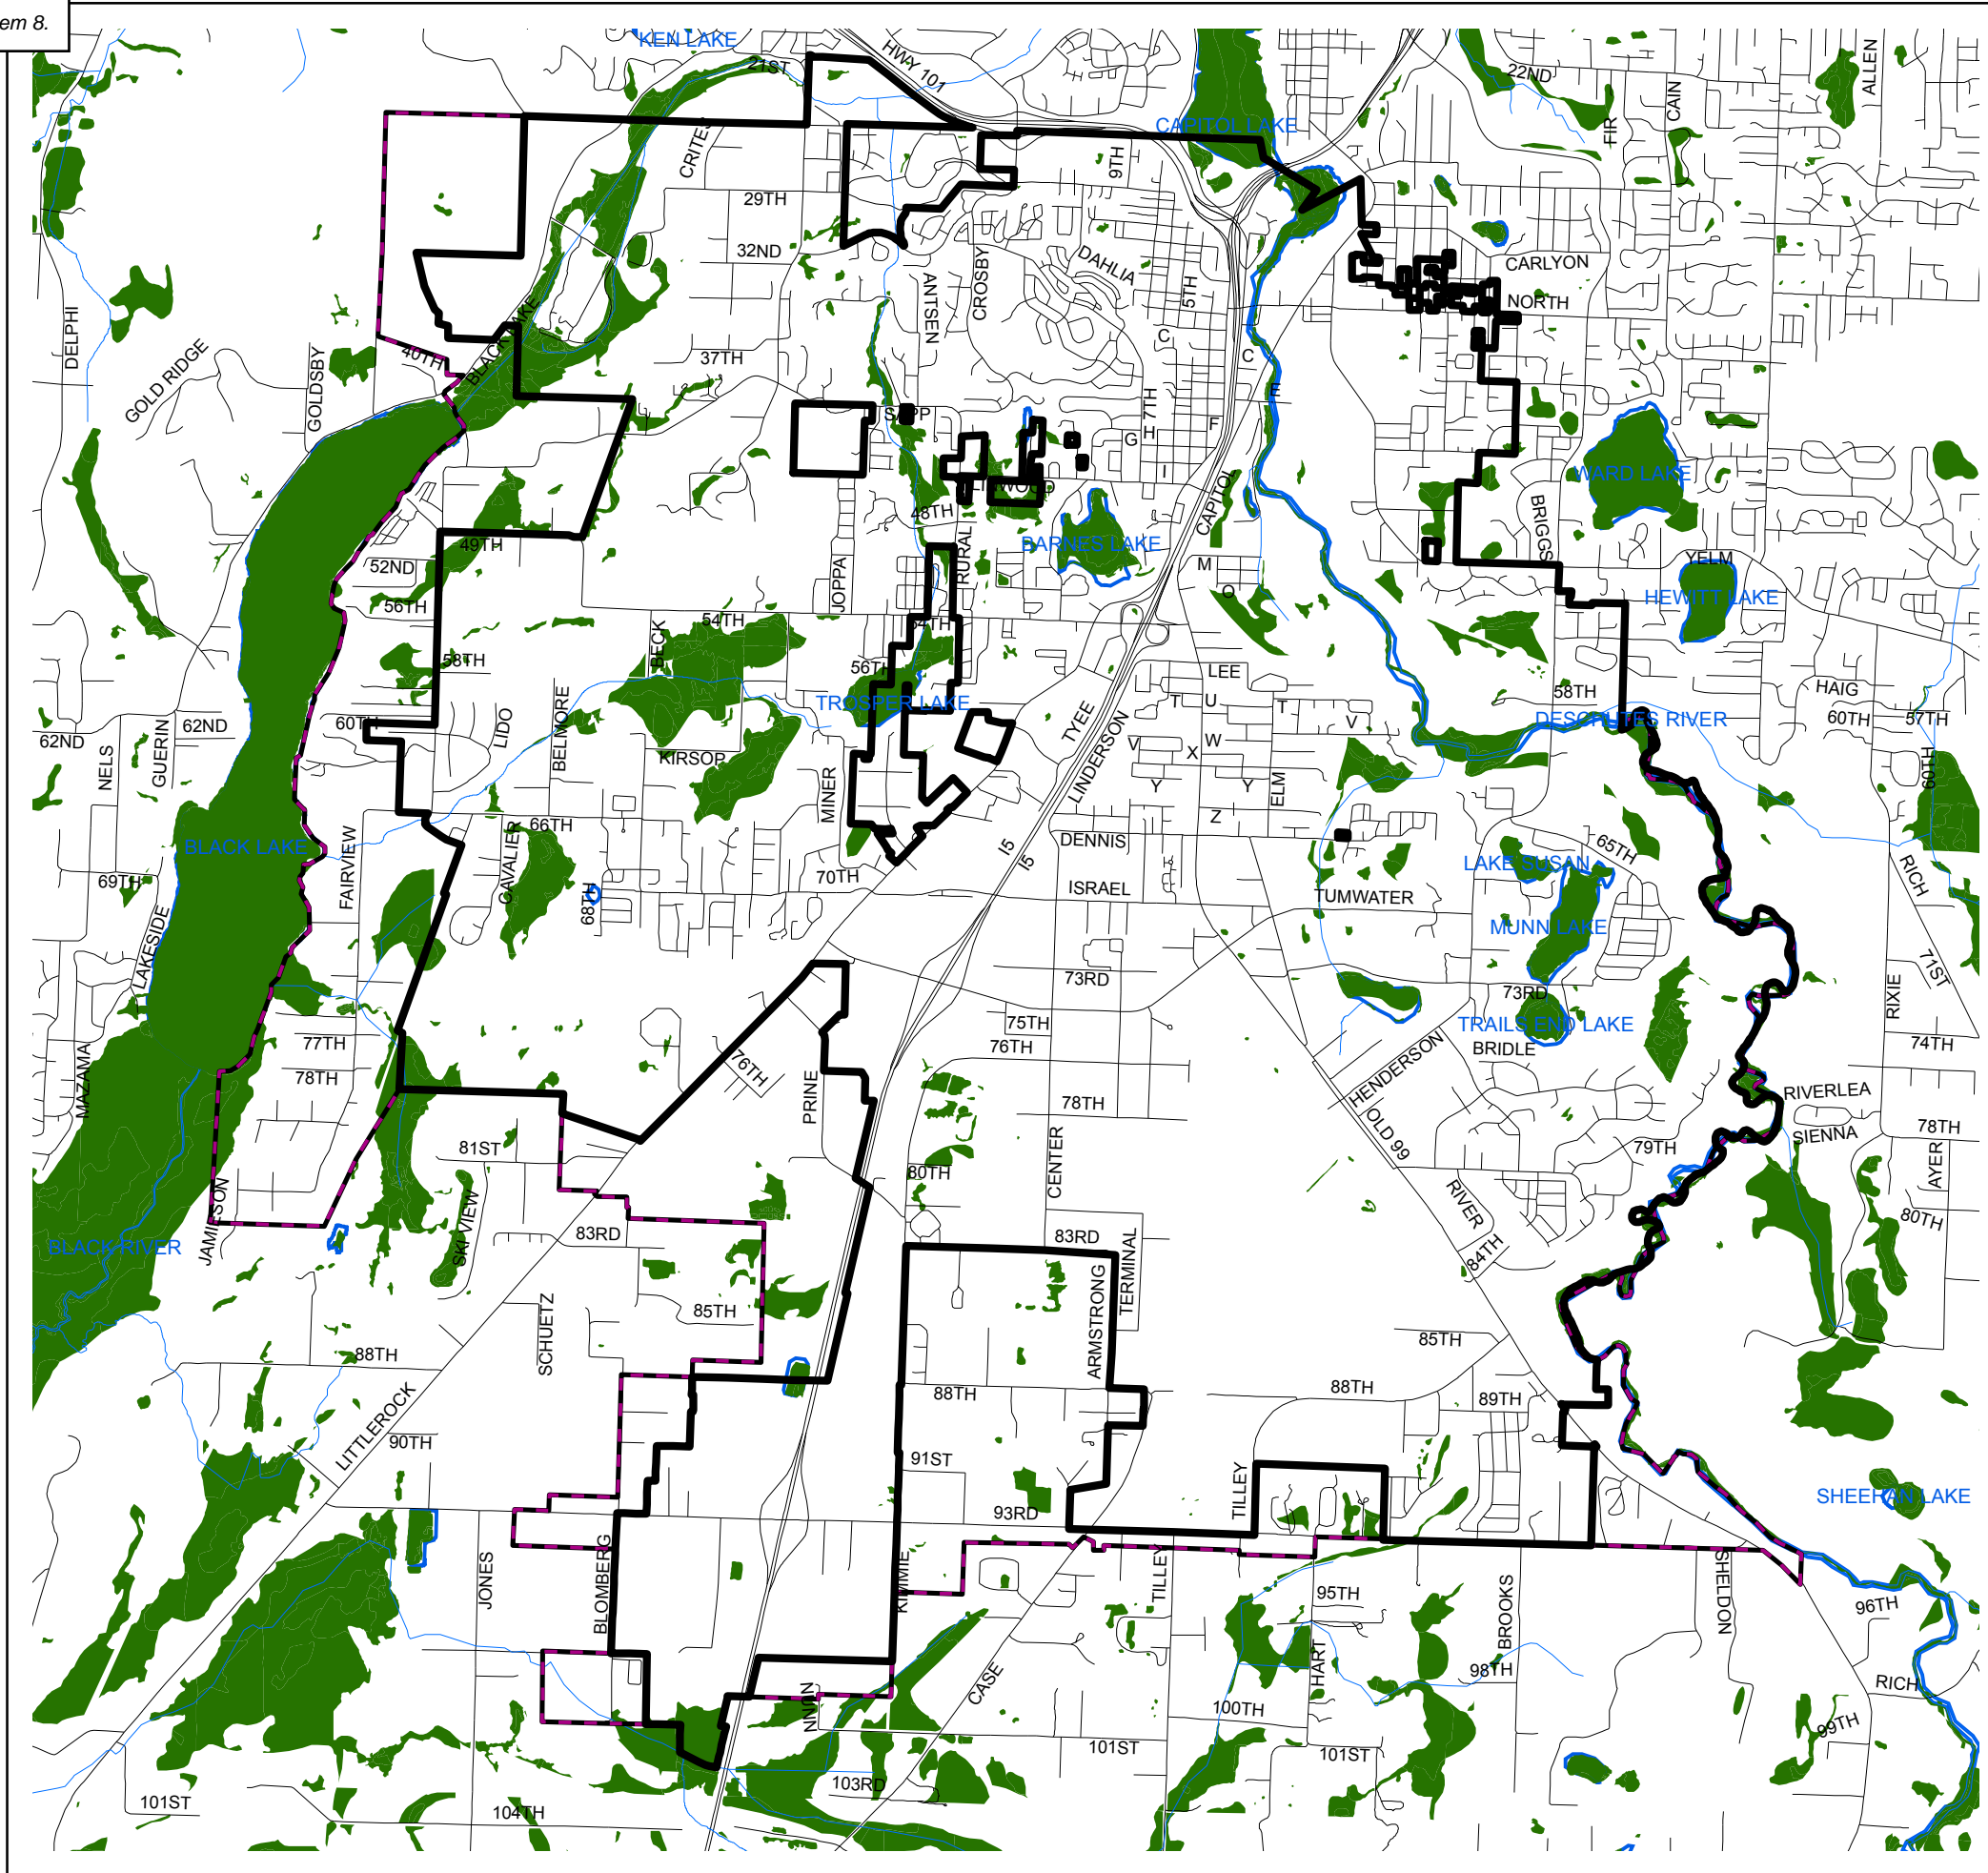 em 8.
KEN LAKE
21ST
HWY 101
22ND
CAIN
ALLEN
FIR
CAPITOL LAKE
CRITES
9TH
29TH
32ND
DAHLIA
CARLYON
ANTSEN
CROSBY
5TH
NORTH
DELPHI
GOLD RIDGE
GOLDSBY
40TH
BLACK LAKE
37TH
C
C
E
SAPP
7TH
H
G
F
I
WARD LAKE
CAPITOL
BRIGGS
48TH
RURAL
BARNES LAKE
49TH
52ND
56TH
JOPPA
M
O
YELM
HEWITT LAKE
54TH
54TH
BECK
58TH
56TH
LEE
TROSPER LAKE
T
U
T
V
58TH
HAIG
60TH
57TH
DESCHUTES RIVER
62ND
62ND
60TH
LIDO
BELMORE
NELS
GUERIN
KIRSOP
TYEE
LINDERSON
V
W
X
Y
Y
ELM
60TH
MINER
Z
66TH
CAVALIER
FAIRVIEW
BLACK LAKE
I5
I5
DENNIS
65TH
LAKE SUSAN
RICH
69TH
70TH
68TH
ISRAEL
TUMWATER
MUNN LAKE
LAKESIDE
71ST
73RD
73RD
RIXIE
75TH
76TH
TRAILS END LAKE
BRIDLE
77TH
78TH
74TH
MAZAMA
76TH
PRINE
HENDERSON
78TH
RIVERLEA
SIENNA
78TH
OLD 99
81ST
79TH
80TH
CENTER
AYER
JAMIESON
SKI VIEW
RIVER
80TH
BLACK RIVER
83RD
83RD
84TH
TERMINAL
ARMSTRONG
85TH
SCHUETZ
85TH
88TH
88TH
88TH
89TH
LITTLEROCK
90TH
91ST
TILLEY
SHEEHAN LAKE
93RD
JONES
BLOMBERG
KIMMIE
TILLEY
95TH
BROOKS
SHELDON
96TH
HART
98TH
RICH
CASE
NUNN
100TH
99TH
101ST
101ST
103RD
101ST
104TH